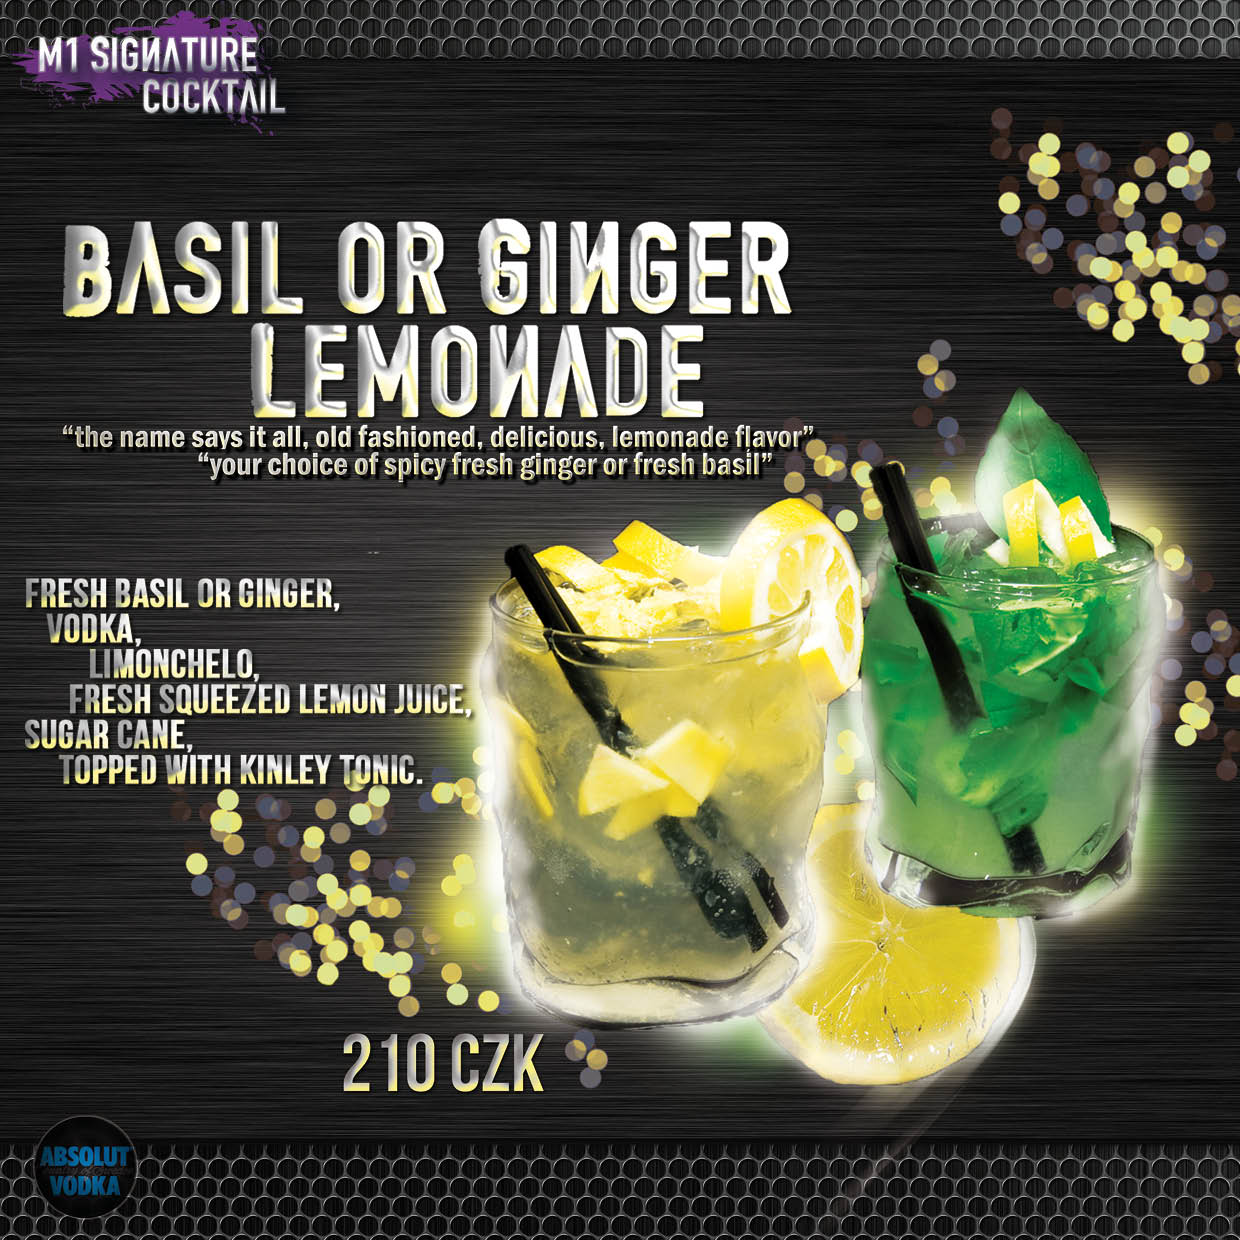 M1 SIGNATURE
COCKTAIL
BASIL OR GINGER
LEMONADE
“the name says it all, old fashioned, delicious, lemonade flavor”
“your choice of spicy fresh ginger or fresh basil”
FRESH BASIL OR GINGER,
VODKA,
LIMONCHELO,
FRESH SQUEEZED LEMON JUICE,
SUGAR CANE,
TOPPED WITH KINLEY TONIC.
210 CZK
ABSOLUT
VODKA